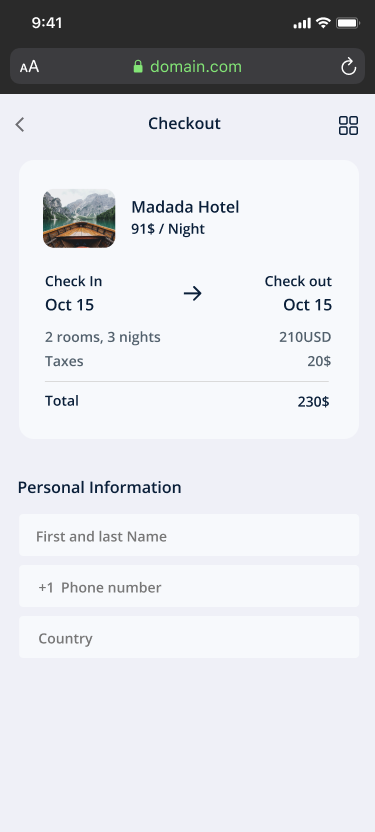 9:41
AA
domain.com
Checkout
Madada Hotel
91$ / Night
Check In
Check out
Oct 15
Oct 15
2 rooms, 3 nights
210USD
Taxes
20$
Total
230$
Personal Information
First and last Name
+1 Phone number
Country